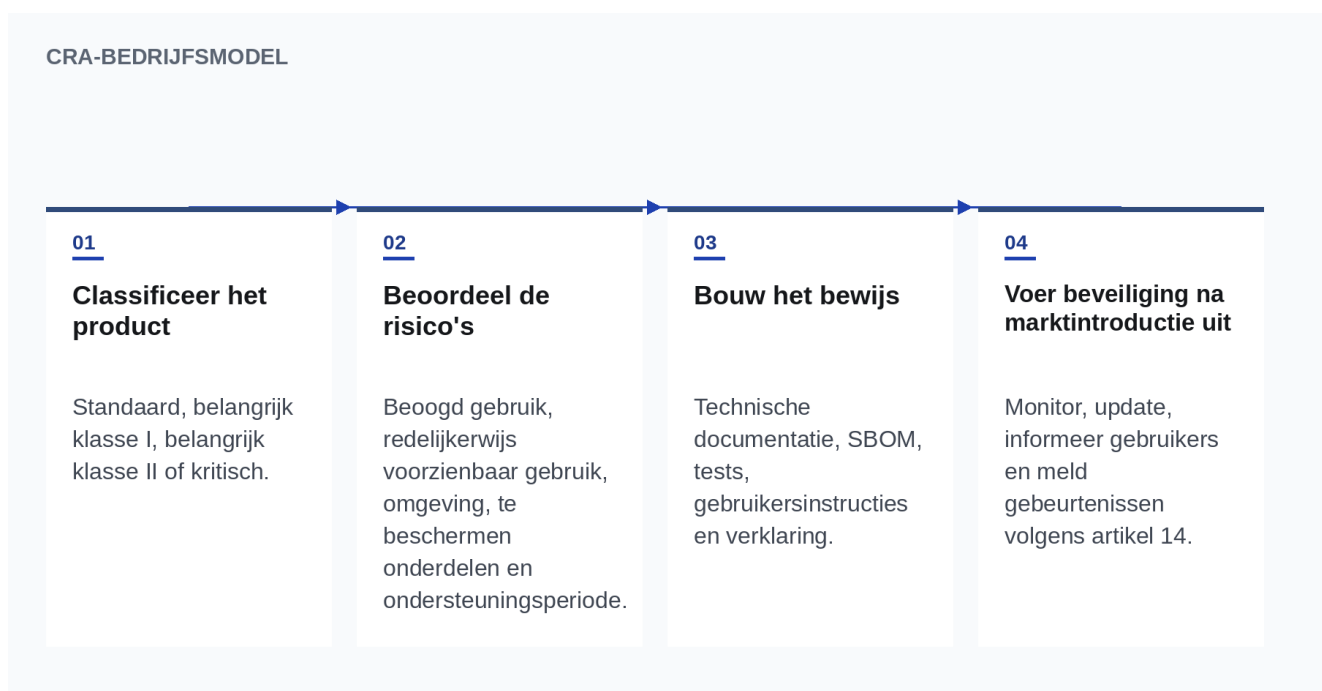 CRA-BEDRIJFSMODEL
01
Classificeer het
product
Standaard, belangrijk
klasse I, belangrijk
klasse II of kritisch.
02
Beoordeel de
risico's
Beoogd gebruik,
redelijkerwijs
voorzienbaar gebruik,
omgeving, te
beschermen
onderdelen en
ondersteuningsperiode.
03
Bouw het bewijs
Technische
documentatie, SBOM,
tests,
gebruikersinstructies
en verklaring.
04
Voer beveiliging na
marktintroductie uit
Monitor, update,
informeer gebruikers
en meld
gebeurtenissen
volgens artikel 14.